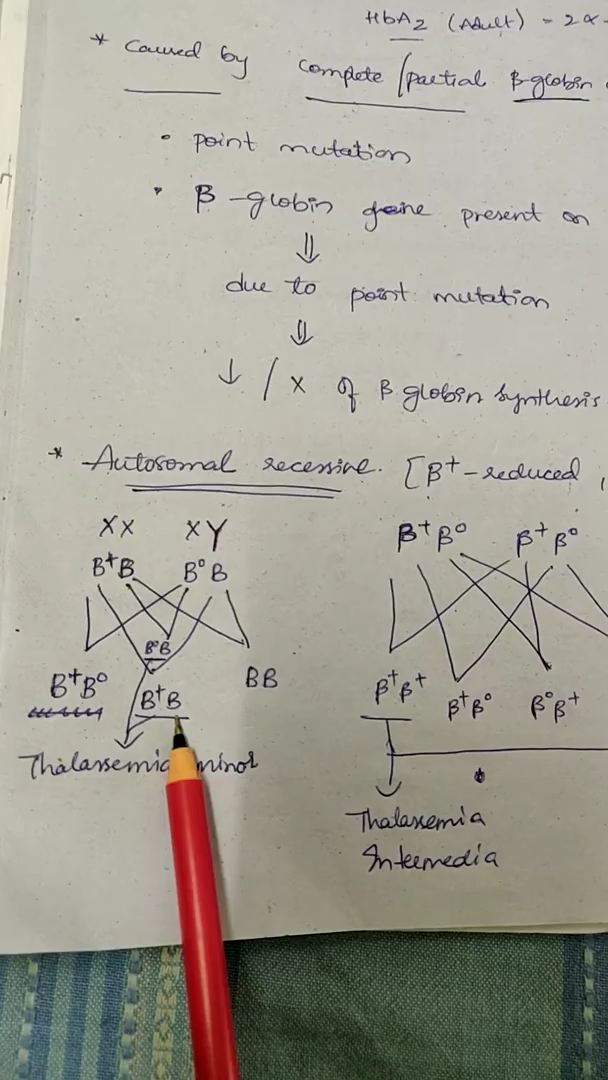 HbA2 (Adult) - 2α-
* Caused by complete / partial β-globin
• point mutation
• β-globin gene present on
⇓
due to point mutation
⇓
↓ / x of β globin synthesis
* Autosomal recessive. [β+-reduced,
XX XY
B+B B°B
β+β° β+β°
B°B
B+B° B+B BB
β+β+ β+β° β°β+
Thalassemia minor
Thalassemia
Intermedia